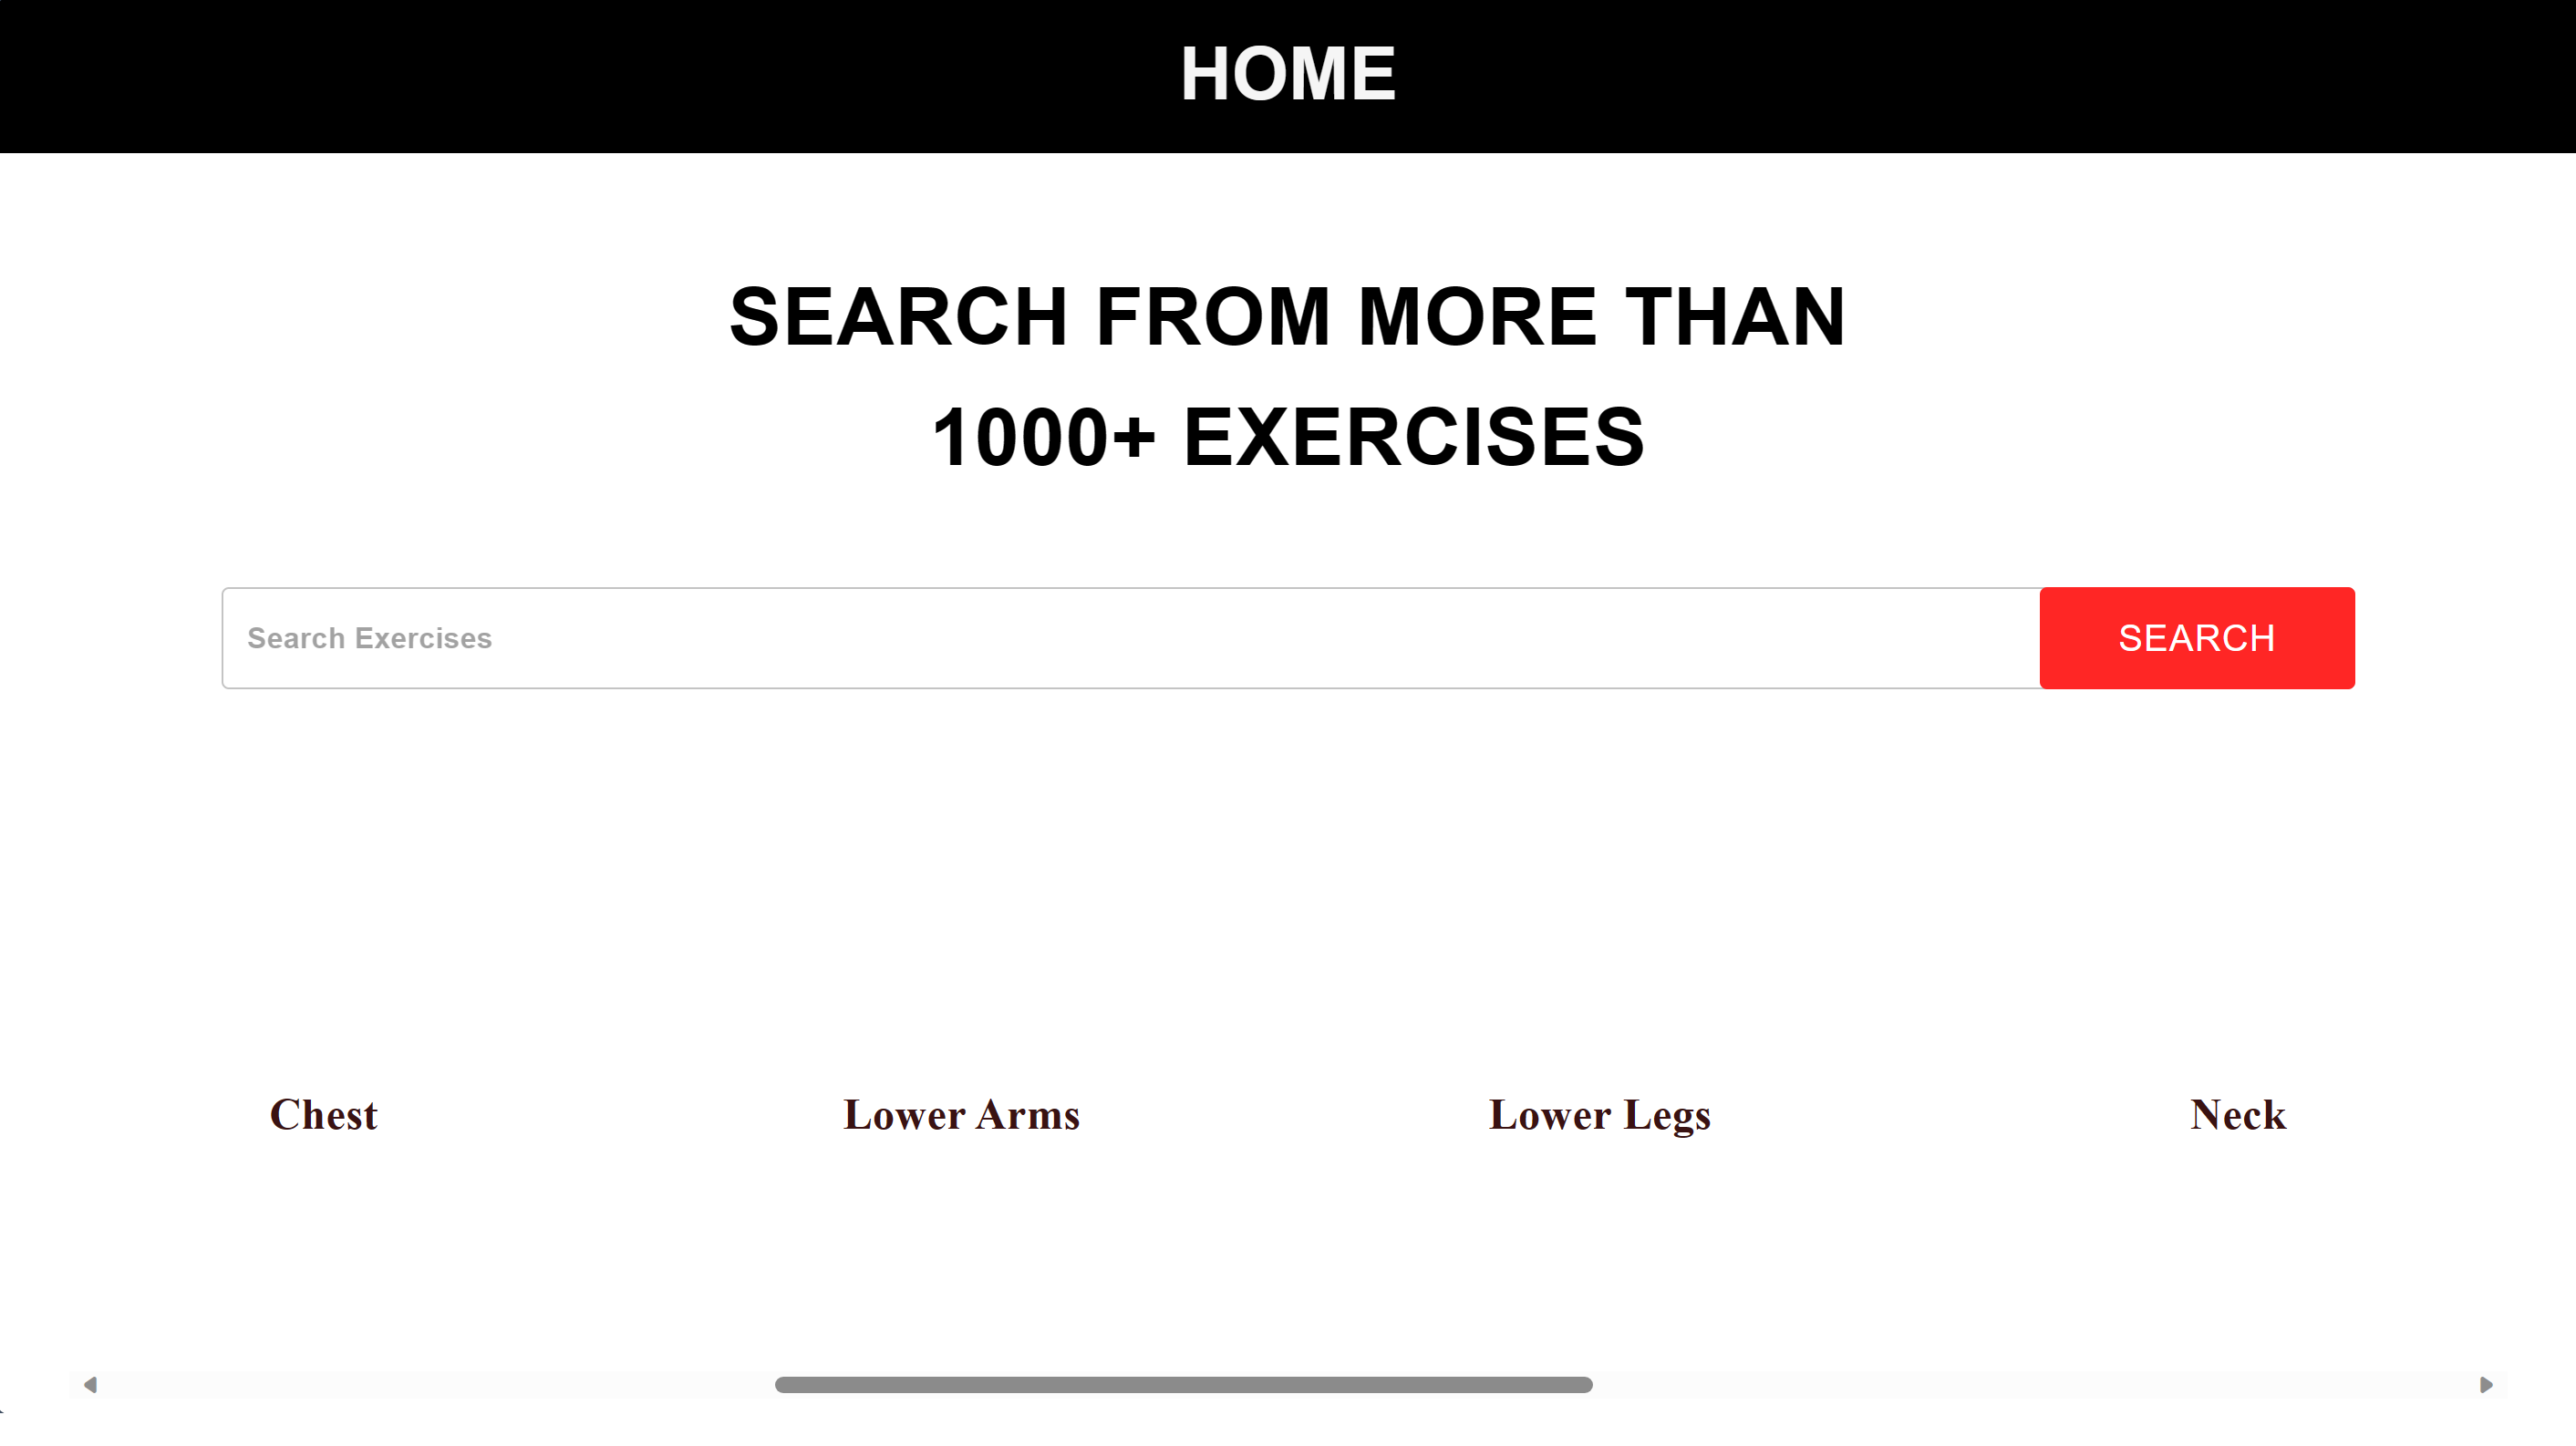 HOME
SEARCH FROM MORE THAN
1000+ EXERCISES
Search Exercises
SEARCH
Chest
Lower Arms
Lower Legs
Neck